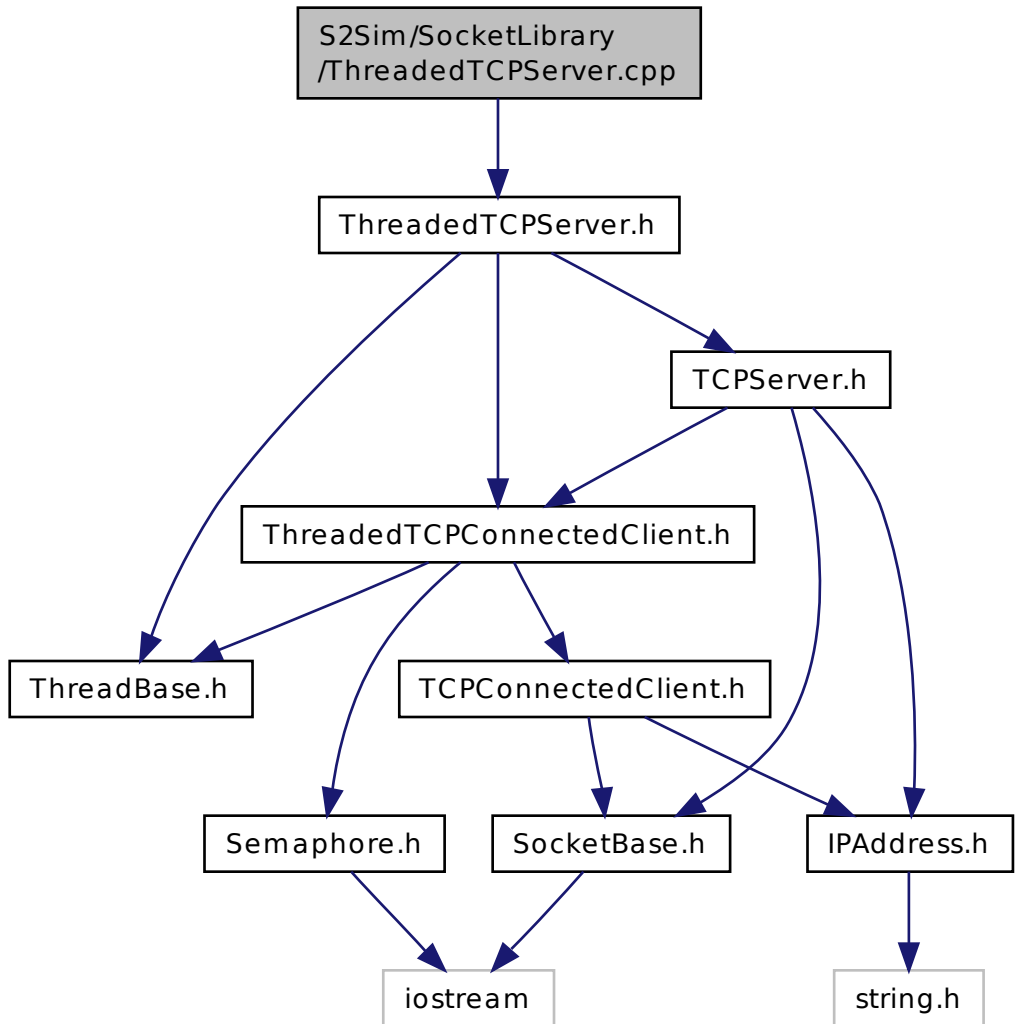 S2Sim/SocketLibrary
/ThreadedTCPServer.cpp
ThreadedTCPServer.h
TCPServer.h
ThreadedTCPConnectedClient.h
ThreadBase.h
TCPConnectedClient.h
Semaphore.h
SocketBase.h
IPAddress.h
iostream
string.h